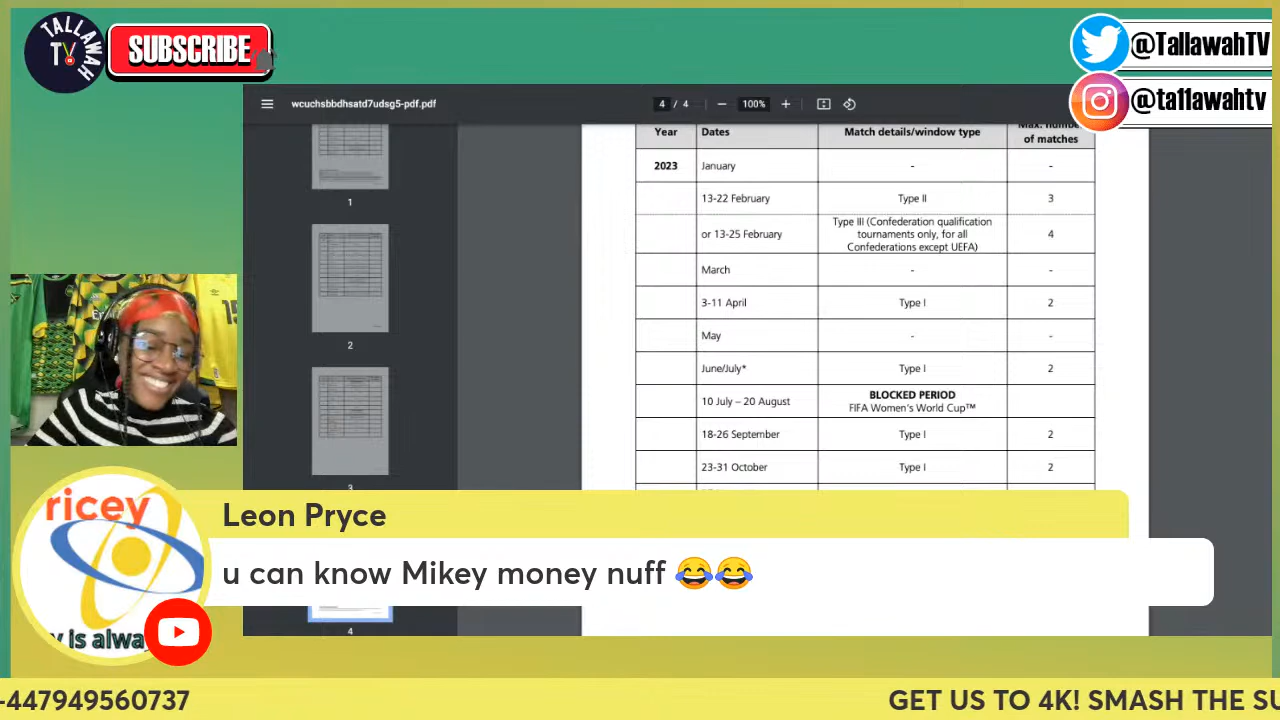 TALLAWAH
TV
SUBSCRIBE
@TallawahTV
@ta11awahtv
wcuchsbbdhsatd7udsg5-pdf.pdf
4 / 4
100%
Year Dates Match details/window type Max. number of matches
2023 January - -
13-22 February Type II 3
or 13-25 February Type III (Confederation qualification
tournaments only, for all 4
Confederations except UEFA)
March - -
3-11 April Type I 2
May - -
June/July* Type I 2
10 July – 20 August BLOCKED PERIOD
FIFA Women's World Cup™
18-26 September Type I 2
23-31 October Type I 2
1
2
3
4
ricey
y is alwa
Leon Pryce
u can know Mikey money nuff 😂😂
-447949560737
GET US TO 4K! SMASH THE SU